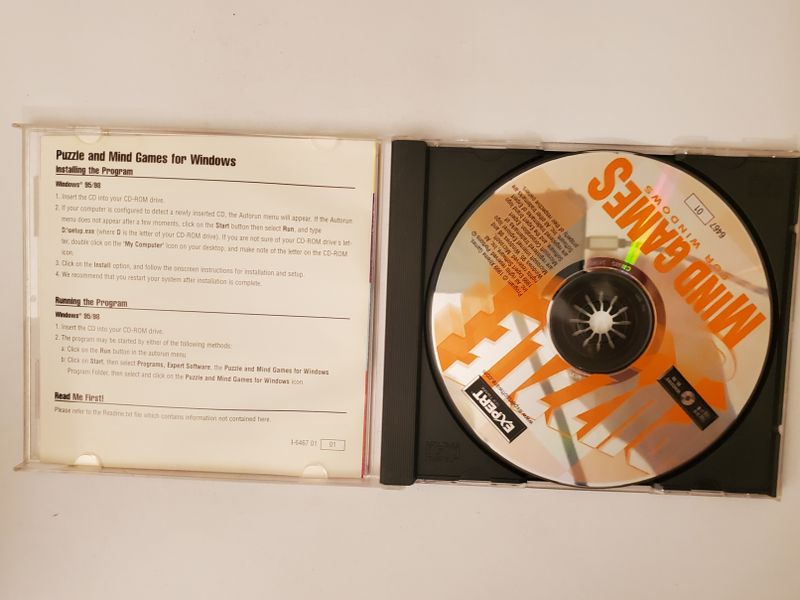 Puzzle and Mind Games for Windows
Installing the Program
Windows® 95/98
1. Insert the CD into your CD-ROM drive.
2. If your computer is configured to detect a newly inserted CD, the Autorun menu will appear. If the Autorun
menu does not appear after a few moments, click on the Start button then select Run, and type
D:\setup.exe (where D is the letter of your CD-ROM drive). If you are not sure of your CD-ROM drive's let-
ter, double click on the 'My Computer' icon on your desktop, and make note of the letter on the CD-ROM
icon.
3. Click on the Install option, and follow the onscreen instructions for installation and setup.
4. We recommend that you restart your system after installation is complete.
Running the Program
Windows® 95/98
1. Insert the CD into your CD-ROM drive.
2. The program may be started by either of the following methods:
a: Click on the Run button in the autorun menu
b: Click on Start, then select Programs, Expert Software, the Puzzle and Mind Games for Windows
Program Folder, then select and click on the Puzzle and Mind Games for Windows icon.
Read Me First!
Please refer to the Readme.txt file which contains information not contained here.
I-6467 01 01
PUZZLE
MIND GAMES
FOR WINDOWS
6467 01
EXPERT